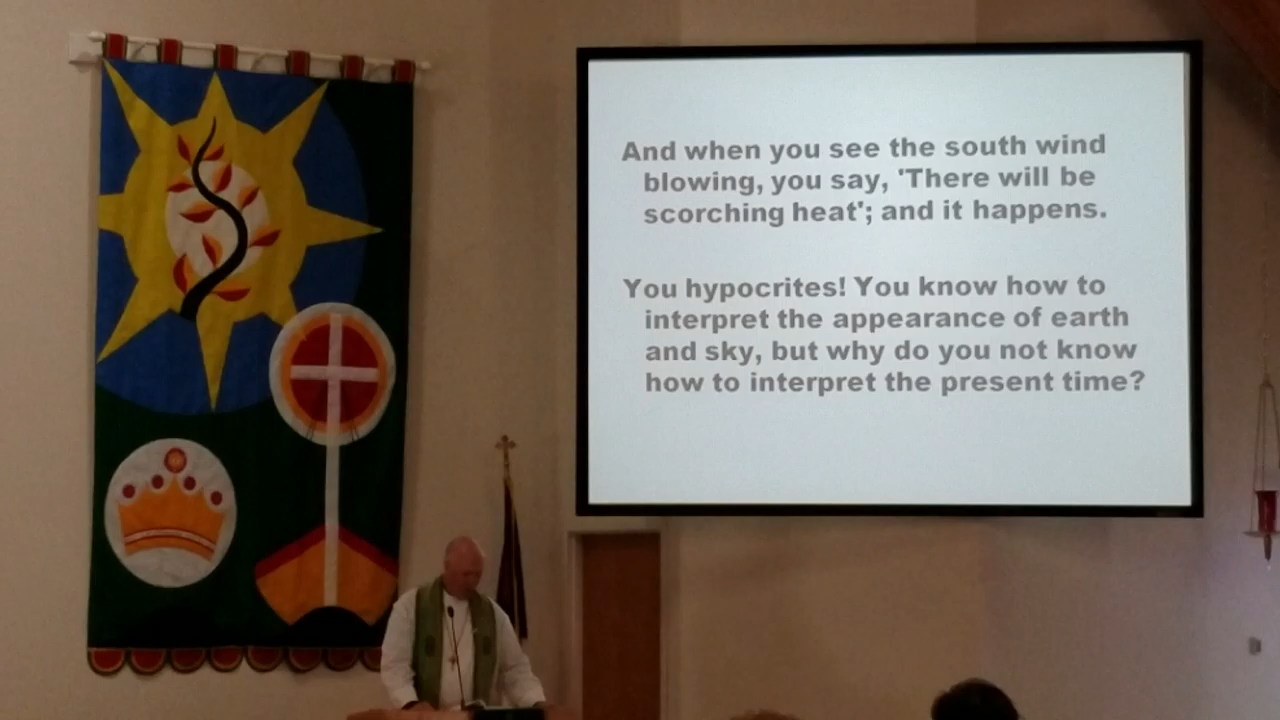 And when you see the south wind
blowing, you say, 'There will be
scorching heat'; and it happens.
You hypocrites! You know how to
interpret the appearance of earth
and sky, but why do you not know
how to interpret the present time?